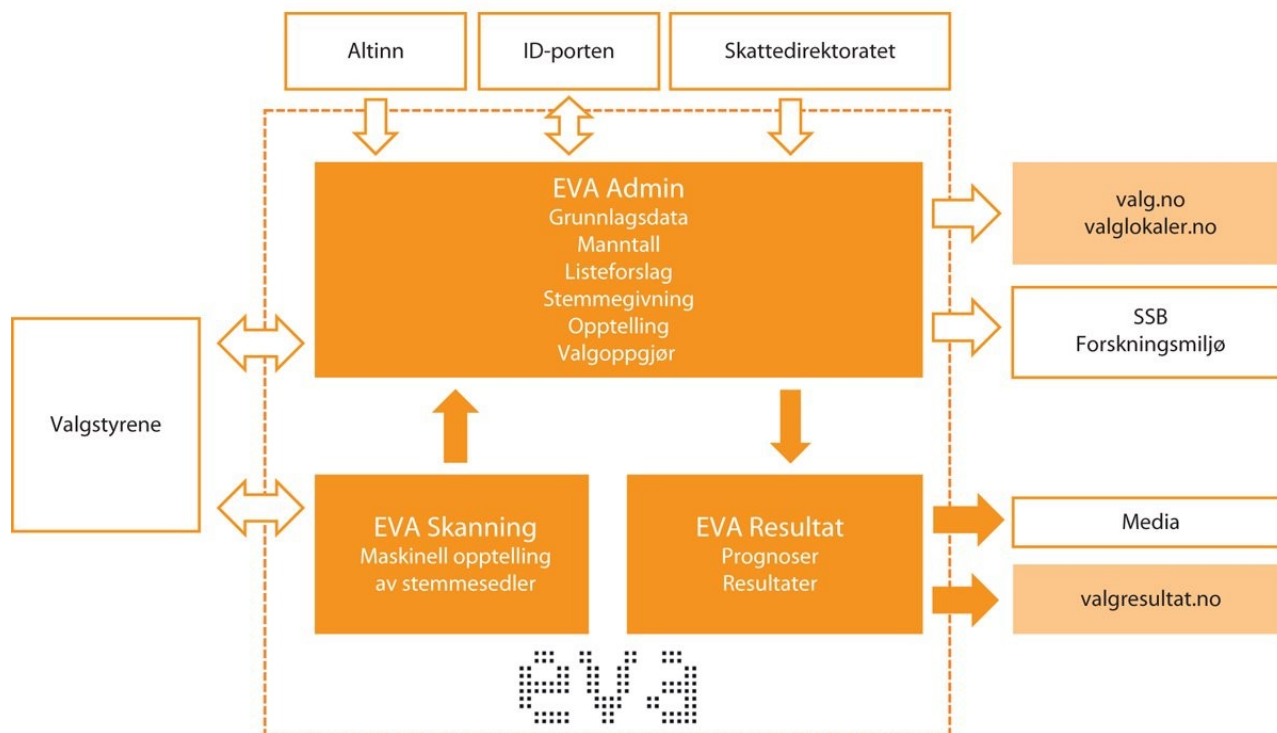 Altinn
ID-porten
Skattedirektoratet
EVA Admin
Grunnlagsdata
Manntall
Listeforslag
Stemmegivning
Opptelling
Valgoppgjør
valg.no
valglokaler.no
SSB
Forskningsmiljø
Valgstyrene
EVA Skanning
Maskinell opptelling
av stemmesedler
EVA Resultat
Prognoser
Resultater
Media
valgresultat.no
eva